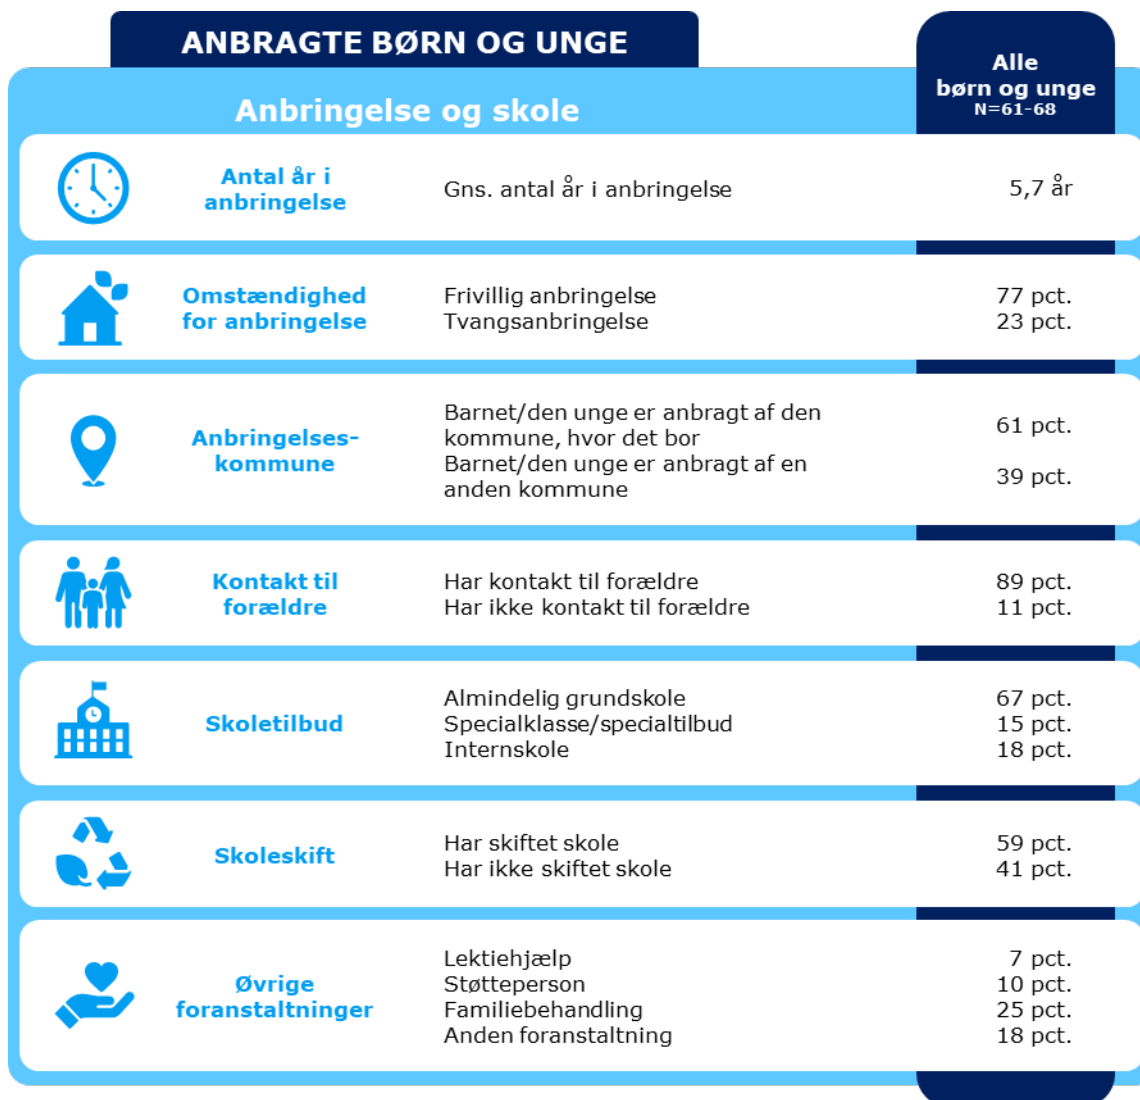 ANBRAGTE BØRN OG UNGE
Alle
børn og unge
N=61-68
Anbringelse og skole
Antal år i
anbringelse
Gns. antal år i anbringelse
5,7 år
Omstændighed
for anbringelse
Frivillig anbringelse
77 pct.
Tvangsanbringelse
23 pct.
Anbringelses-
kommune
Barnet/den unge er anbragt af den
kommune, hvor det bor
61 pct.
Barnet/den unge er anbragt af en
anden kommune
39 pct.
Kontakt til
forældre
Har kontakt til forældre
89 pct.
Har ikke kontakt til forældre
11 pct.
Skoletilbud
Almindelig grundskole
67 pct.
Specialklasse/specialtilbud
15 pct.
Internskole
18 pct.
Skoleskift
Har skiftet skole
59 pct.
Har ikke skiftet skole
41 pct.
Øvrige
foranstaltninger
Lektiehjælp
7 pct.
Støtteperson
10 pct.
Familiebehandling
25 pct.
Anden foranstaltning
18 pct.